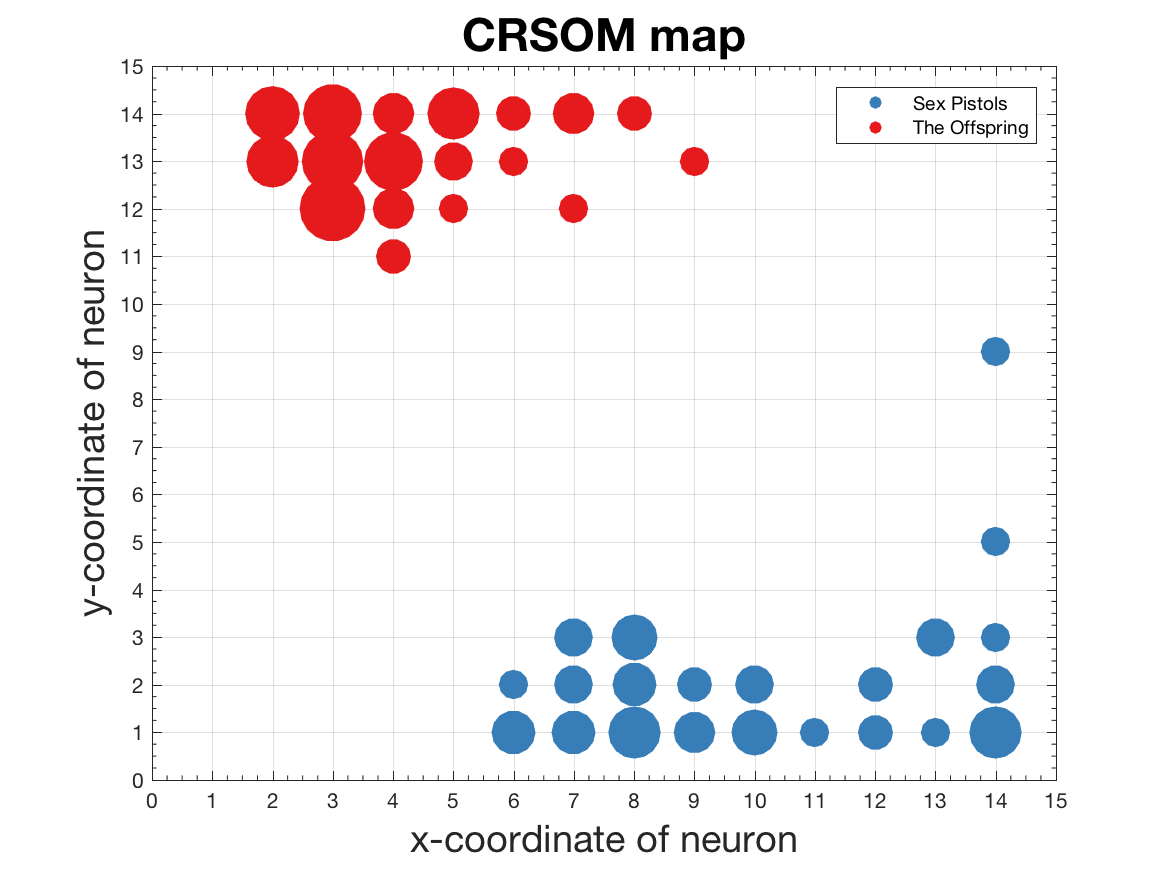 CRSOM map
Sex Pistols
The Offspring
y-coordinate of neuron
15
14
13
12
11
10
9
8
7
6
5
4
3
2
1
0
0 1 2 3 4 5 6 7 8 9 10 11 12 13 14 15
x-coordinate of neuron